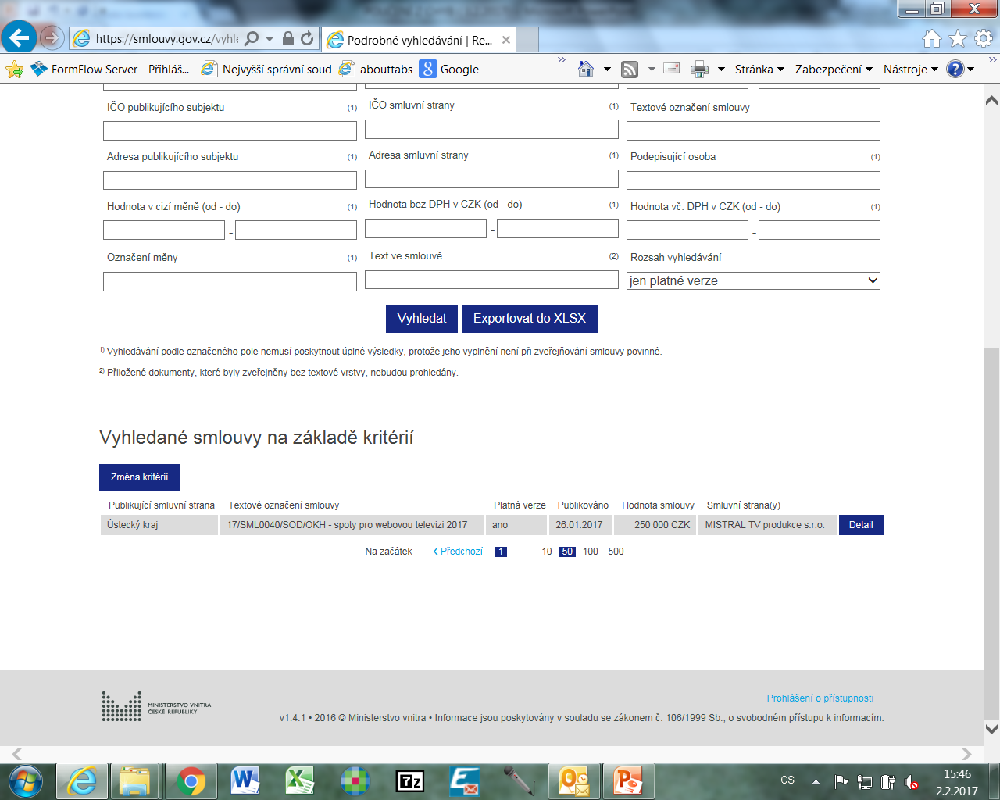 https://smlouvy.gov.cz/vyhle
Podrobné vyhledávání | Re...
FormFlow Server - Přihláš...
Nejvyšší správní soud
abouttabs
Google
Stránka
Zabezpečení
Nástroje
IČO publikujícího subjektu (1)
IČO smluvní strany (1)
Textové označení smlouvy
Adresa publikujícího subjektu (1)
Adresa smluvní strany (1)
Podepisující osoba (1)
Hodnota v cizí měně (od - do) (1)
Hodnota bez DPH v CZK (od - do) (1)
Hodnota vč. DPH v CZK (od - do) (1)
- - -
Označení měny (1)
Text ve smlouvě (2)
Rozsah vyhledávání
jen platné verze
Vyhledat
Exportovat do XLSX
1) Vyhledávání podle označeného pole nemusí poskytnout úplné výsledky, protože jeho vyplnění není při zveřejňování smlouvy povinné.
2) Přiložené dokumenty, které byly zveřejněny bez textové vrstvy, nebudou prohledány.
Vyhledané smlouvy na základě kritérií
Změna kritérií
Publikující smluvní strana Textové označení smlouvy Platná verze Publikováno Hodnota smlouvy Smluvní strana(y)
Ústecký kraj 17/SML0040/SOD/OKH - spoty pro webovou televizi 2017 ano 26.01.2017 250 000 CZK MISTRAL TV produkce s.r.o. Detail
Na začátek Předchozí 1 10 50 100 500
Prohlášení o přístupnosti
MINISTERSTVO VNITRA
ČESKÉ REPUBLIKY
v1.4.1 • 2016 © Ministerstvo vnitra • Informace jsou poskytovány v souladu se zákonem č. 106/1999 Sb., o svobodném přístupu k informacím.
7z
CS
15:46
2.2.2017